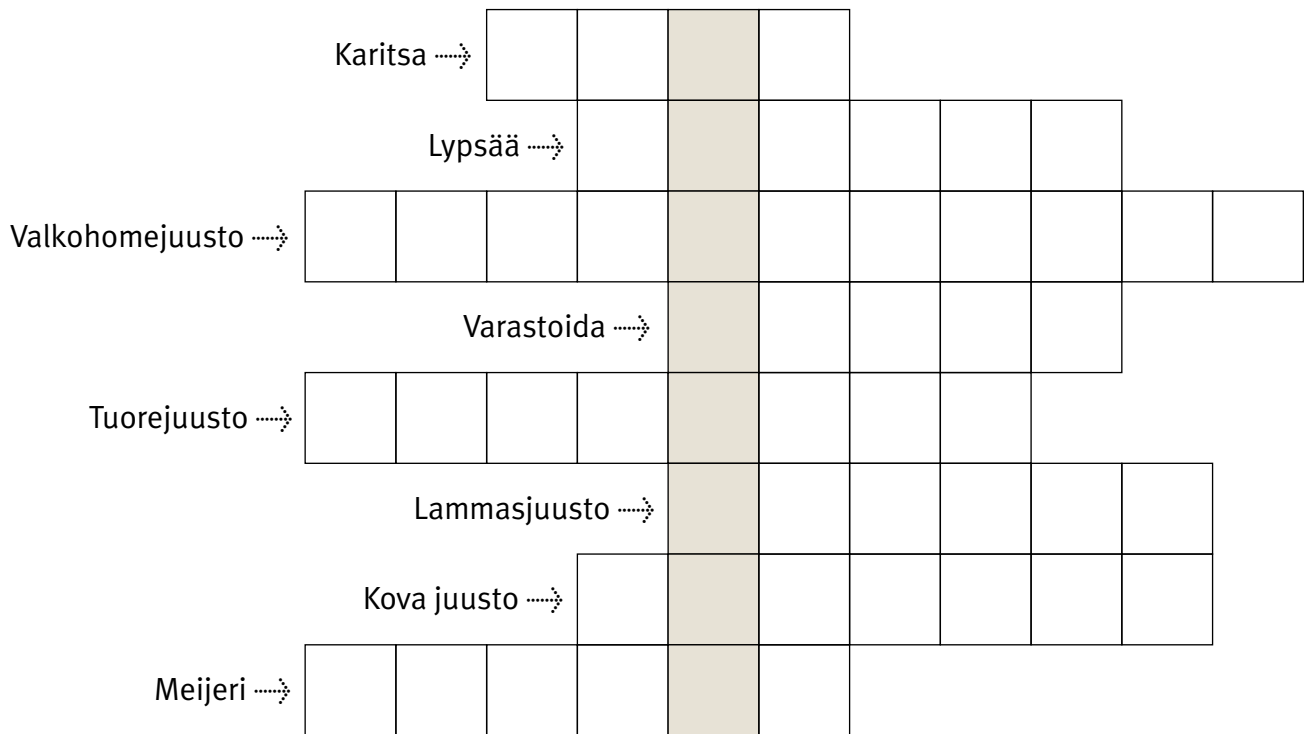 Karitsa
Lypsää
Valkohomejuusto
Varastoida
Tuorejuusto
Lammasjuusto
Kova juusto
Meijeri